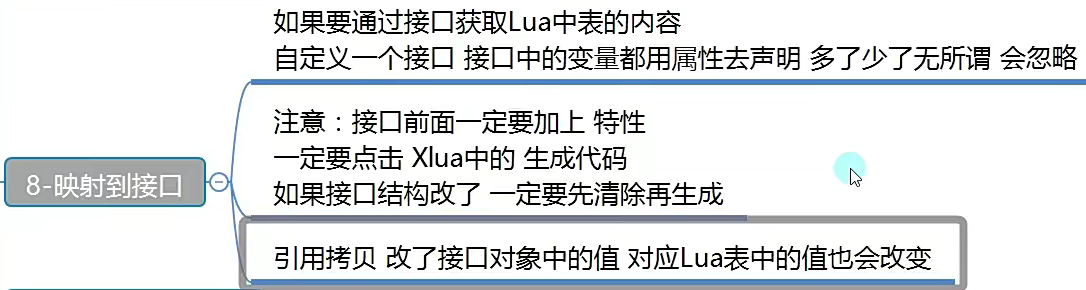 如果要通过接口获取Lua中表的内容
自定义一个接口 接口中的变量都用属性去声明 多了少了无所谓 会忽略
注意：接口前面一定要加上 特性
一定要点击 Xlua中的 生成代码
如果接口结构改了 一定要先清除再生成
8-映射到接口
引用拷贝 改了接口对象中的值 对应Lua表中的值也会改变